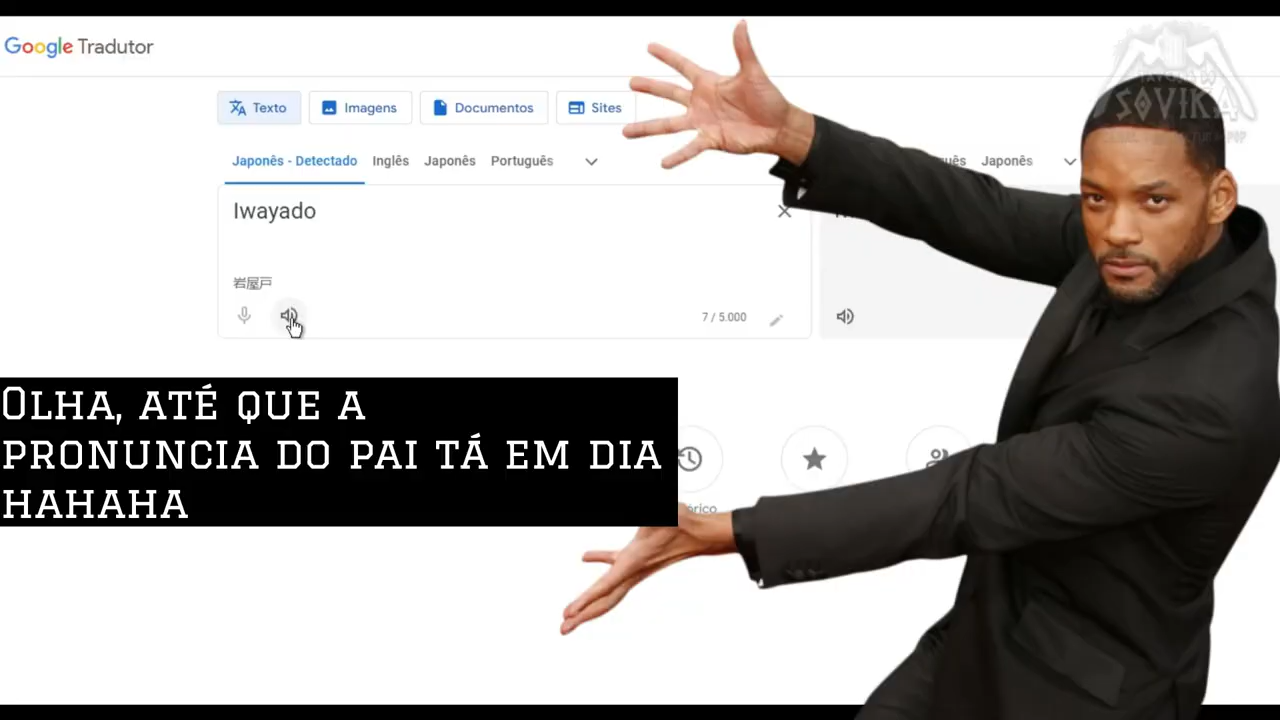 Google Tradutor
Texto Imagens Documentos Sites
Japonês - Detectado Inglês Japonês Português Japonês
Iwayado
岩屋戸
7 / 5.000
OLHA, ATÉ QUE A
PRONUNCIA DO PAI TÁ EM DIA
HAHAHA
SOVIKA